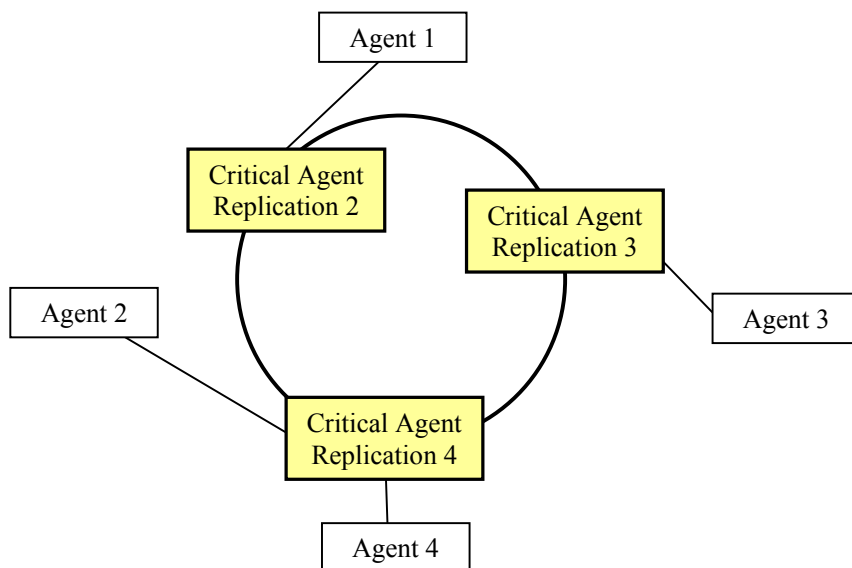 Agent 1
Critical Agent
Replication 2
Critical Agent
Replication 3
Agent 2
Agent 3
Critical Agent
Replication 4
Agent 4